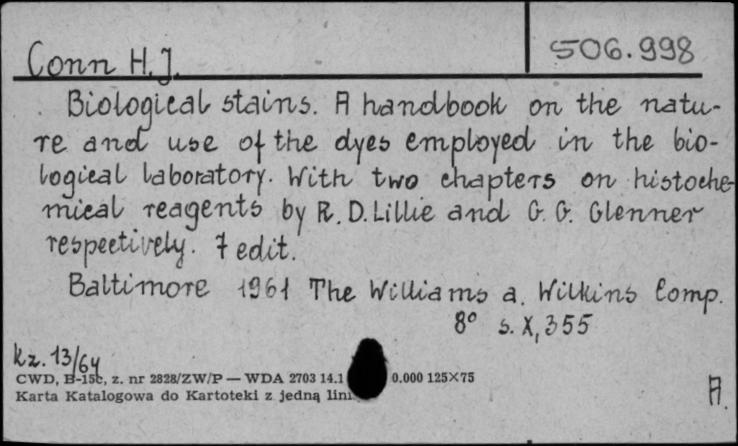 Conn H. J. 506.998
Biological stains. A handbook on the natu-
re and use of the dyes employed in the bio-
logical laboratory. With two chapters on histoche-
mical reagents by R. D. Lillie and G. G. Glenner
respectively. 7 edit.
Baltimore 1961 The Williams a. Wilkins Comp.
8° s. X, 355
kz. 13/64
CWD, B-15c, z. nr 2828/ZW/P — WDA 2703 14.1 0.000 125×75
Karta Katalogowa do Kartoteki z jedną lini
A.